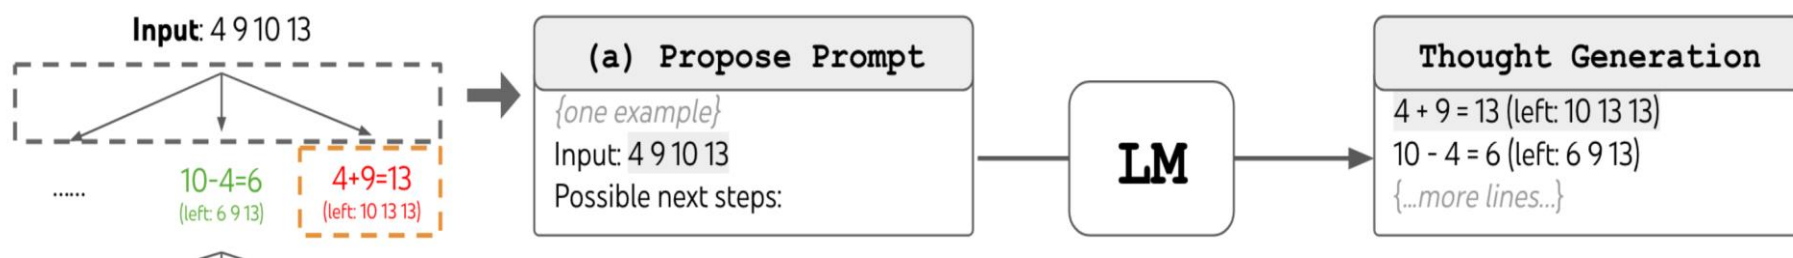 Input: 4 9 10 13
......
10-4=6
(left: 6 9 13)
4+9=13
(left: 10 13 13)
(a) Propose Prompt
{one example}
Input: 4 9 10 13
Possible next steps:
LM
Thought Generation
4 + 9 = 13 (left: 10 13 13)
10 - 4 = 6 (left: 6 9 13)
{...more lines...}